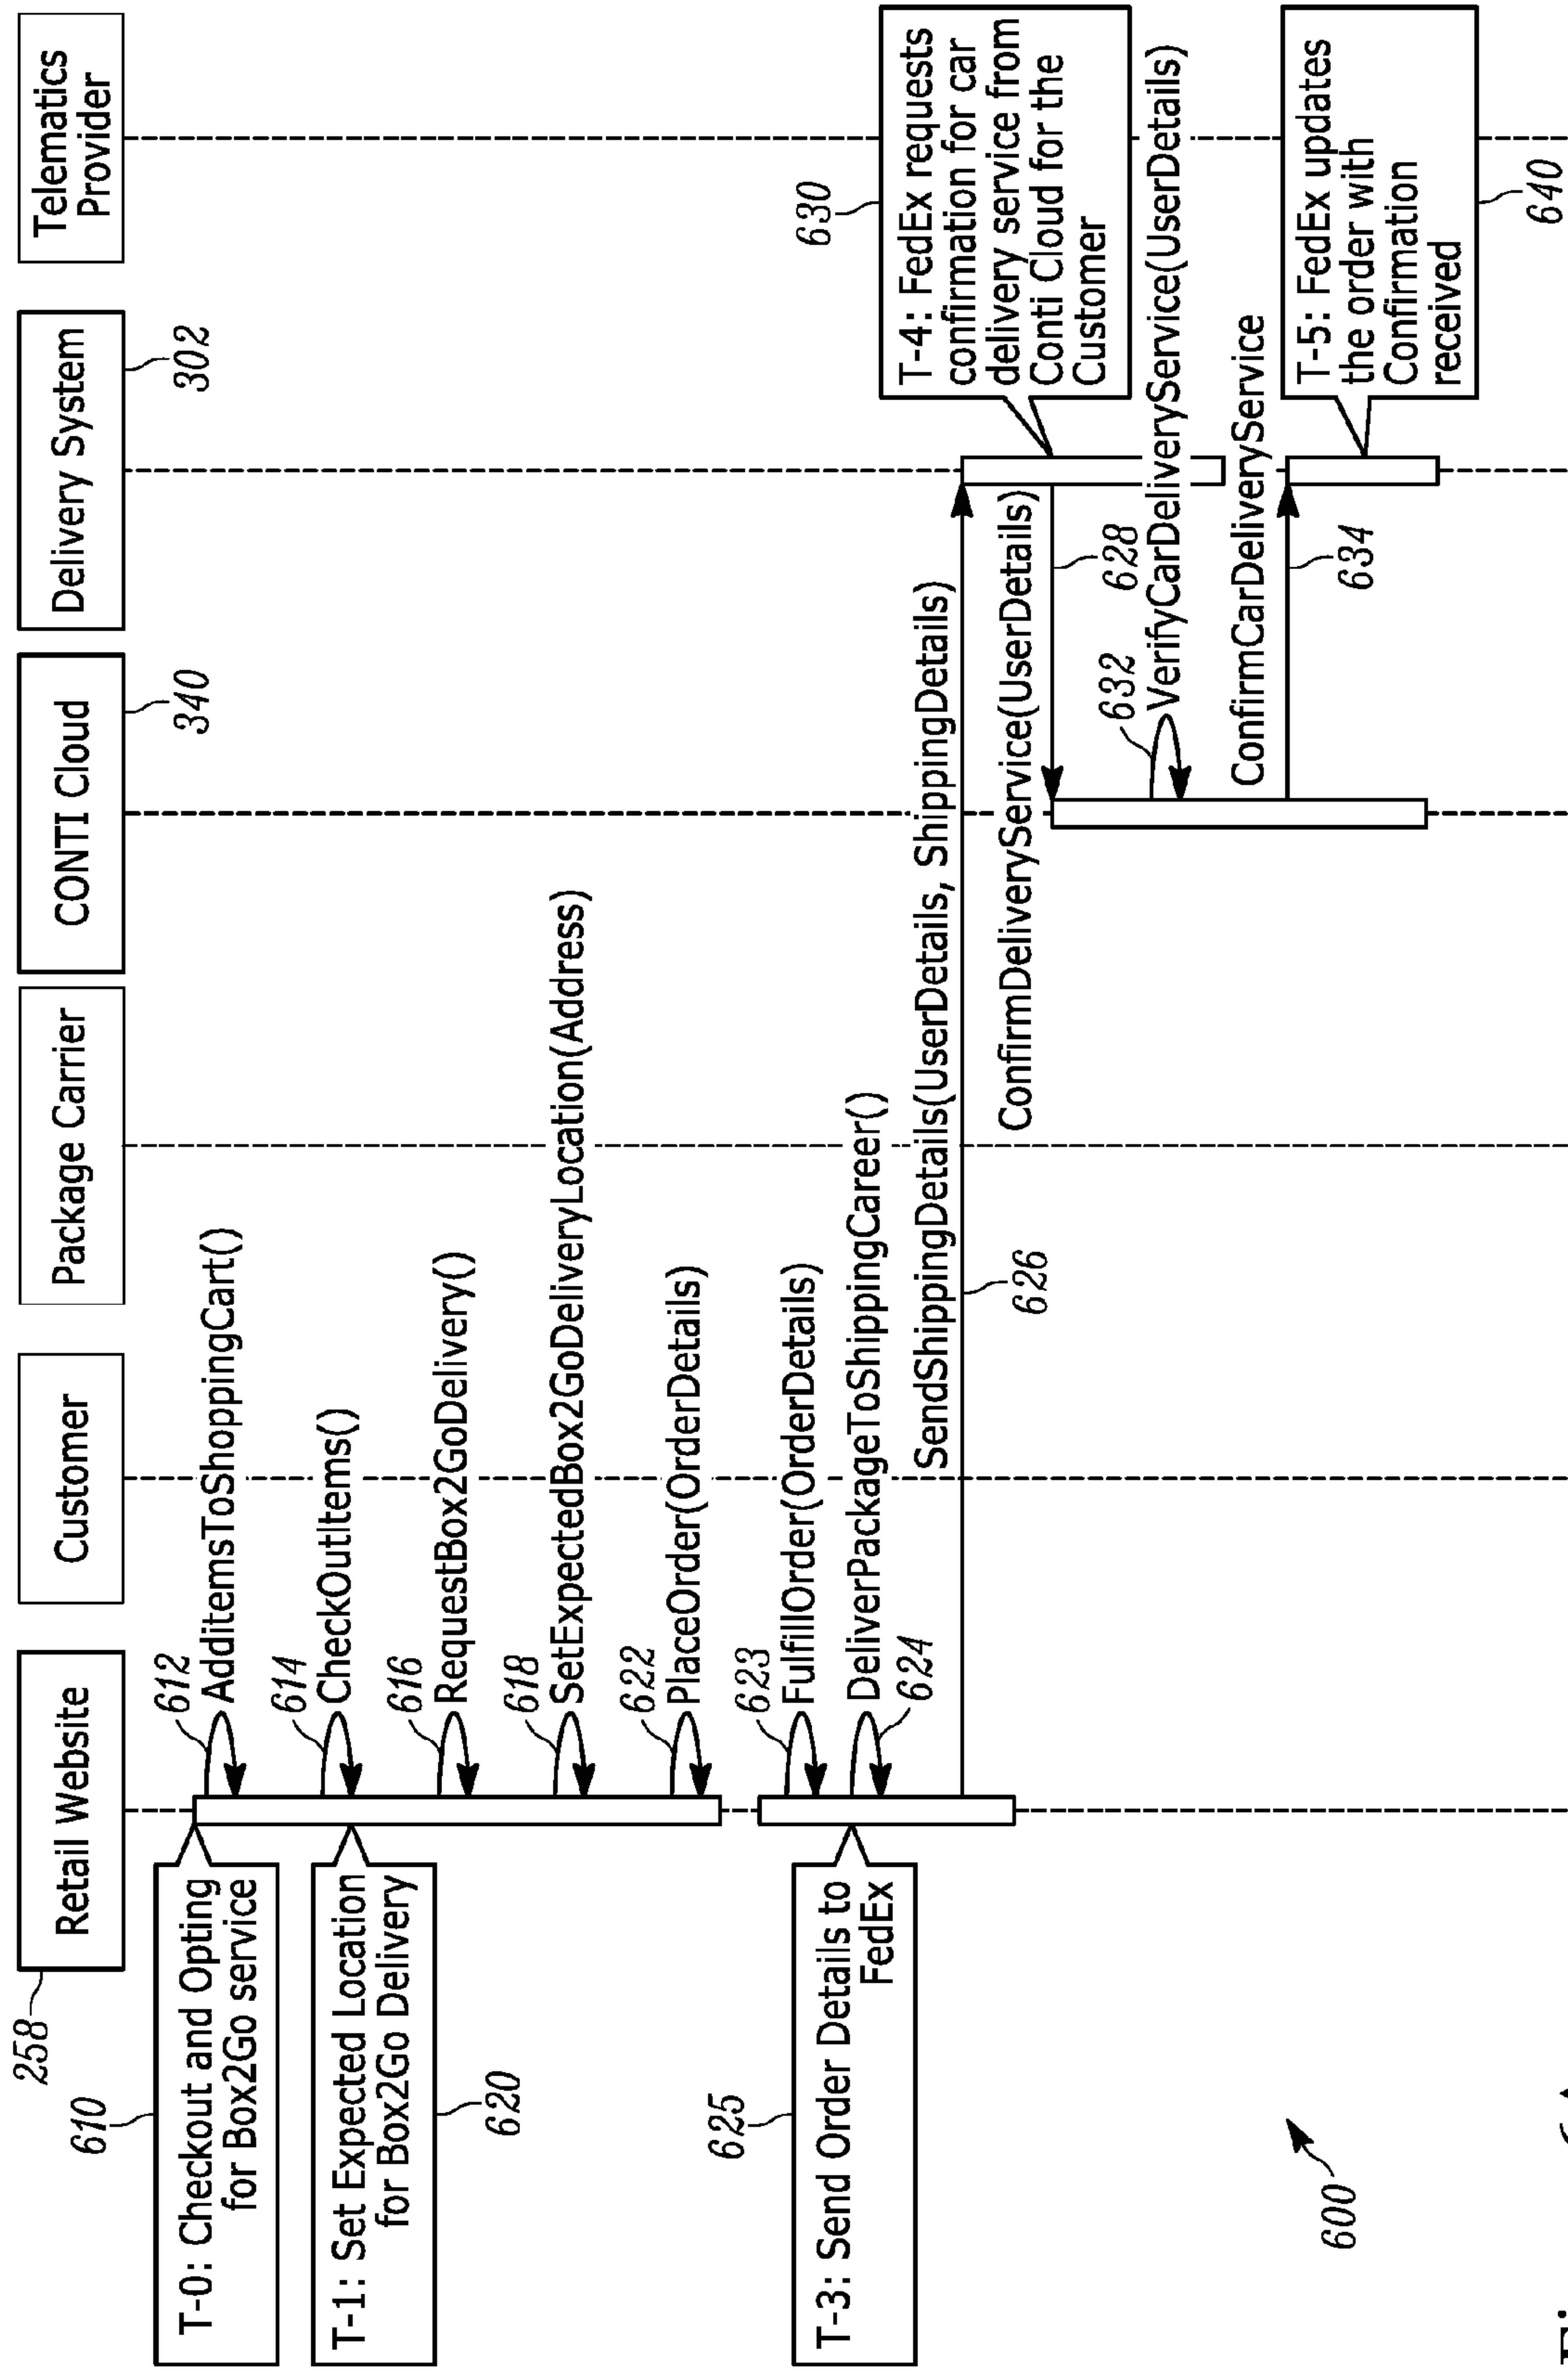 258
Retail Website
Customer
Package Carrier
CONTI Cloud
340
Delivery System
302
Telematics
Provider
610
T-0: Checkout and Opting
for Box2Go service
612
AdditemsToShoppingCart()
614
CheckOutItems()
T-1: Set Expected Location
for Box2Go Delivery
620
616
RequestBox2GoDelivery()
618
SetExpectedBox2GoDeliveryLocation(Address)
622
PlaceOrder(OrderDetails)
625
T-3: Send Order Details to
FedEx
623
FulfillOrder(OrderDetails)
DeliverPackageToShippingCareer()
624
SendShippingDetails(UserDetails, ShippingDetails)
626
630
T-4: FedEx requests
confirmation for car
delivery service from
Conti Cloud for the
Customer
ConfirmDeliveryService(UserDetails)
628
632
VerifyCarDeliveryService(UserDetails)
ConfirmCarDeliveryService
634
T-5: FedEx updates
the order with
Confirmation
received
640
600